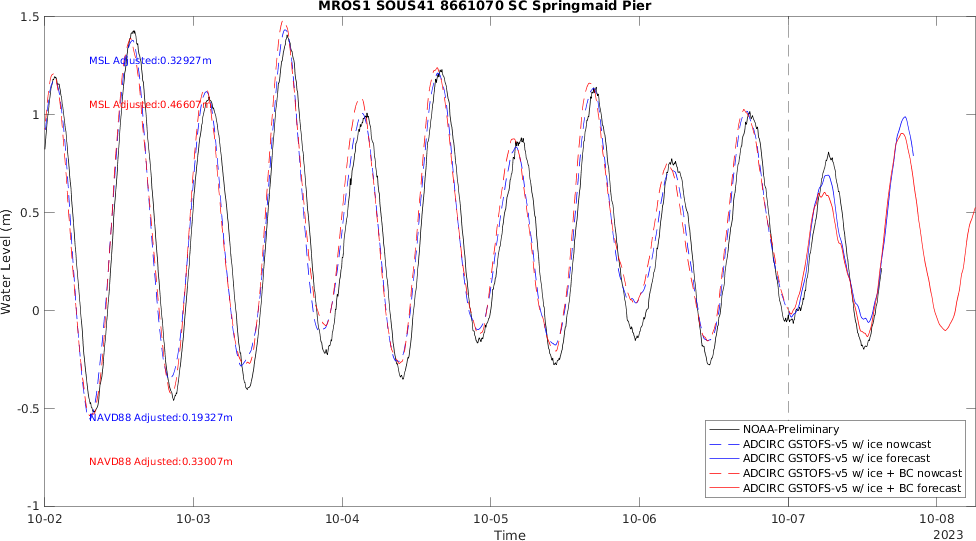 MROS1 SOUS41 8661070 SC Springmaid Pier
1.5
1
0.5
0
-0.5
-1
Water Level (m)
MSL Adjusted:0.32927m
MSL Adjusted:0.46607m
NAVD88 Adjusted:0.19327m
NAVD88 Adjusted:0.33007m
NOAA-Preliminary
ADCIRC GSTOFS-v5 w/ ice nowcast
ADCIRC GSTOFS-v5 w/ ice forecast
ADCIRC GSTOFS-v5 w/ ice + BC nowcast
ADCIRC GSTOFS-v5 w/ ice + BC forecast
10-02 10-03 10-04 10-05 10-06 10-07 10-08
Time
2023